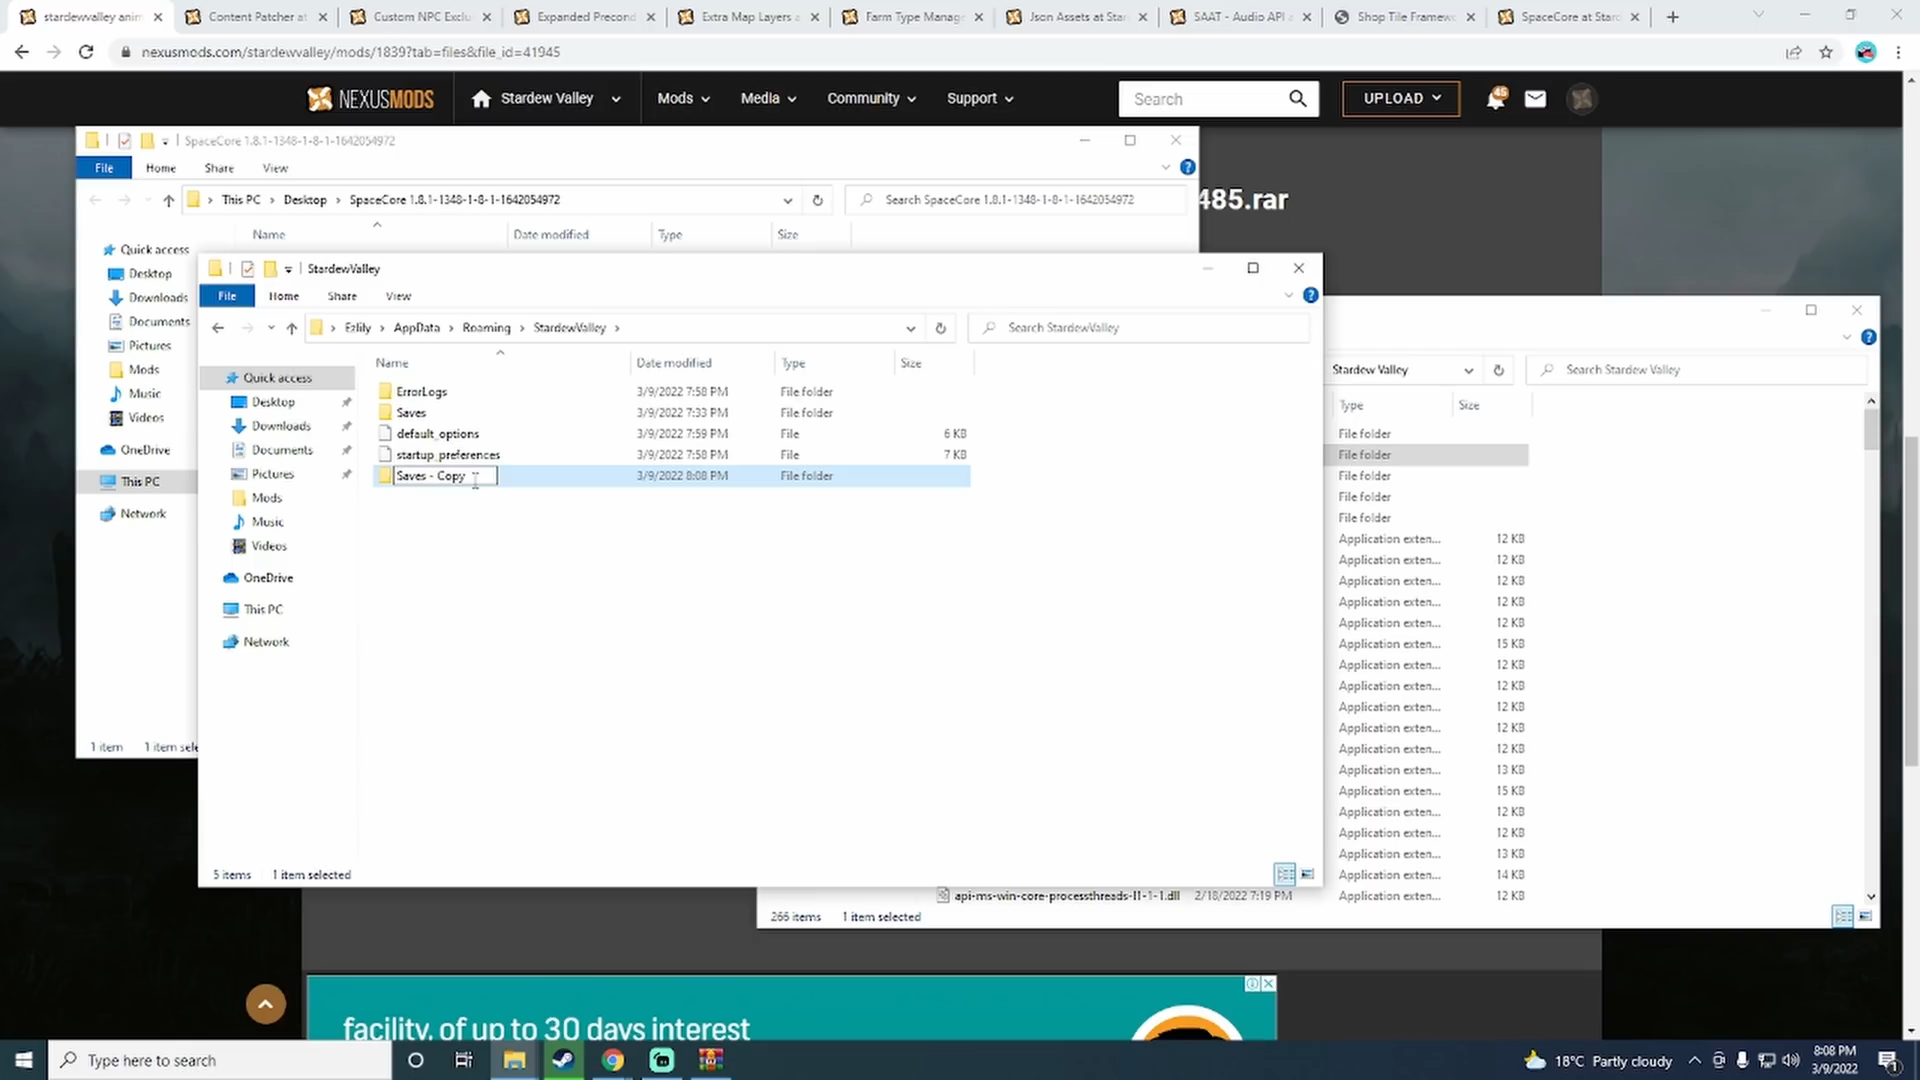 stardewvalley anim
Content Patcher at
Custom NPC Exclu
Expanded Precond
Extra Map Layers a
Farm Type Manage
Json Assets at Star
SAAT - Audio API a
Shop Tile Framew
SpaceCore at Stard
nexusmods.com/stardewvalley/mods/1839?tab=files&file_id=41945
NEXUSMODS
Stardew Valley
Mods
Media
Community
Support
Search
UPLOAD
45
SpaceCore 1.8.1-1348-1-8-1-1642054972
File Home Share View
This PC > Desktop > SpaceCore 1.8.1-1348-1-8-1-1642054972
Search SpaceCore 1.8.1-1348-1-8-1-1642054972
485.rar
Name Date modified Type Size
Quick access
Desktop
Downloads
Documents
Pictures
Mods
Music
Videos
OneDrive
This PC
Network
1 item 1 item sele
StardewValley
File Home Share View
Ezlily > AppData > Roaming > StardewValley >
Search StardewValley
Name Date modified Type Size
ErrorLogs 3/9/2022 7:58 PM File folder
Saves 3/9/2022 7:33 PM File folder
default_options 3/9/2022 7:59 PM File 6 KB
startup_preferences 3/9/2022 7:58 PM File 7 KB
Saves - Copy 3/9/2022 8:08 PM File folder
Quick access
Desktop
Downloads
Documents
Pictures
Mods
Music
Videos
OneDrive
This PC
Network
5 items 1 item selected
Stardew Valley
Search Stardew Valley
Type Size
File folder
File folder
File folder
File folder
File folder
Application exten... 12 KB
Application exten... 12 KB
Application exten... 12 KB
Application exten... 12 KB
Application exten... 12 KB
Application exten... 15 KB
Application exten... 12 KB
Application exten... 12 KB
Application exten... 12 KB
Application exten... 12 KB
Application exten... 12 KB
Application exten... 13 KB
Application exten... 15 KB
Application exten... 12 KB
Application exten... 12 KB
Application exten... 13 KB
Application exten... 14 KB
api-ms-win-core-processthreads-l1-1-1.dll 2/18/2022 7:19 PM Application exten... 12 KB
266 items 1 item selected
facility, of up to 30 days interest
Type here to search
18°C Partly cloudy
8:08 PM
3/9/2022
1